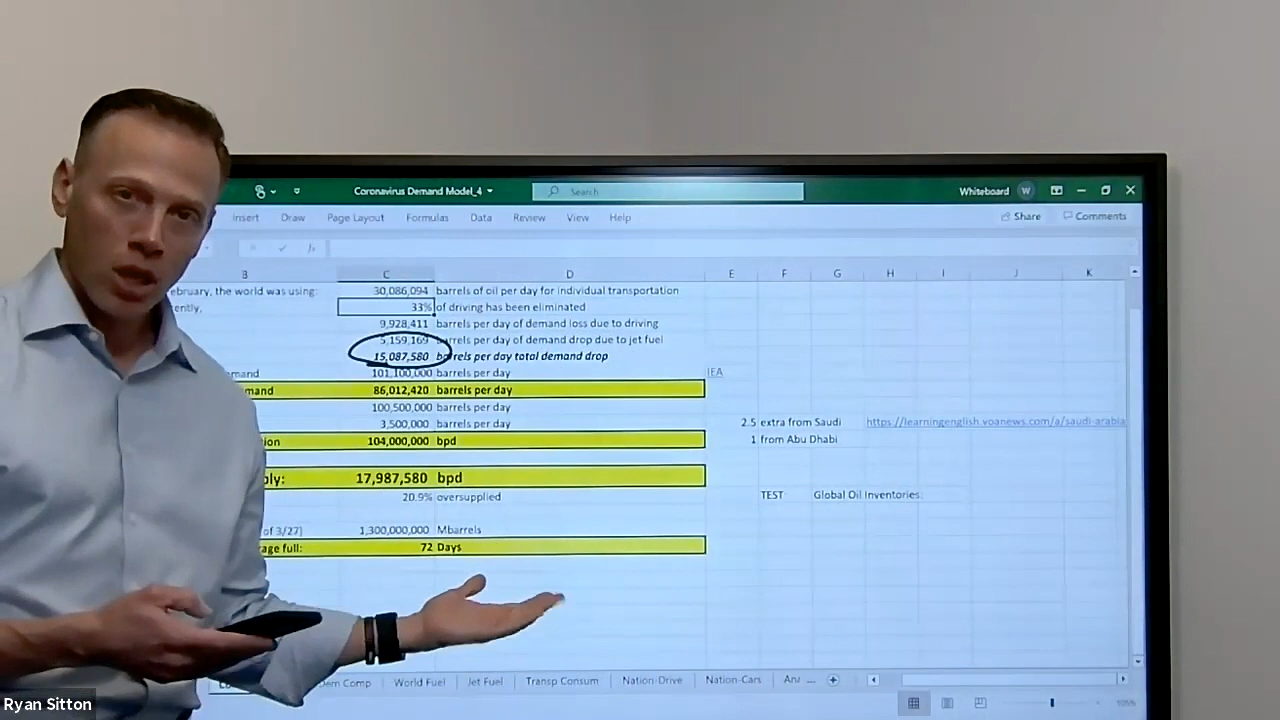 Coronavirus Demand Model_4
Search
Whiteboard W
Insert Draw Page Layout Formulas Data Review View Help
Share Comments
fx
B C D E F G H I J K
ebruary, the world was using: 30,086,094 barrels of oil per day for individual transportation
ently, 33% of driving has been eliminated
9,928,411 barrels per day of demand loss due to driving
5,159,169 barrels per day of demand drop due to jet fuel
15,087,580 barrels per day total demand drop
emand 101,100,000 barrels per day IEA
mand 86,012,420 barrels per day
100,500,000 barrels per day
3,500,000 barrels per day 2.5 extra from Saudi https://learningenglish.voanews.com/a/saudi-arabia
tion 104,000,000 bpd 1 from Abu Dhabi
ply: 17,987,580 bpd
20.9% oversupplied TEST Global Oil Inventories:
of 3/27) 1,300,000,000 Mbarrels
rage full: 72 Days
em Comp World Fuel Jet Fuel Transp Consum Nation-Drive Nation-Cars Ana ...
105%
Ryan Sitton